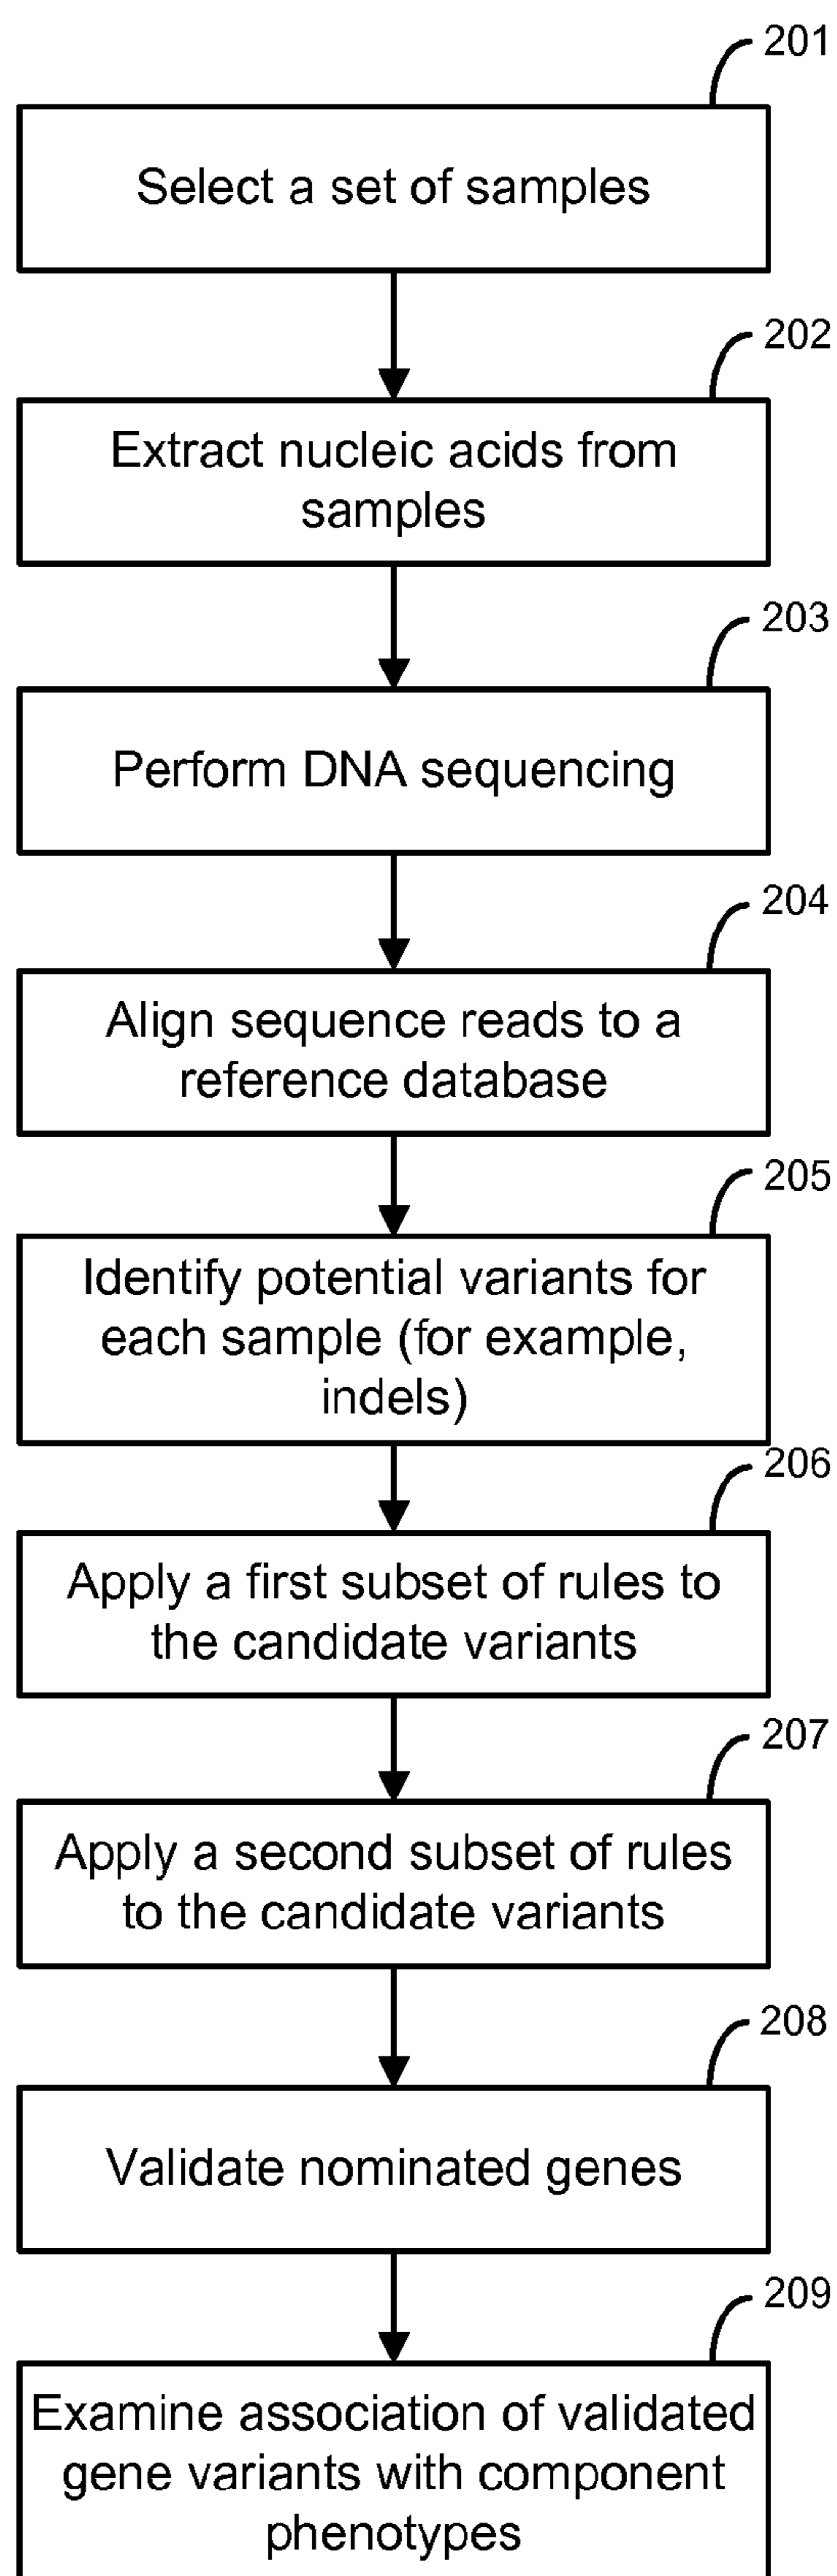 201
Select a set of samples
202
Extract nucleic acids from
samples
203
Perform DNA sequencing
204
Align sequence reads to a
reference database
205
Identify potential variants for
each sample (for example,
indels)
206
Apply a first subset of rules to
the candidate variants
207
Apply a second subset of rules
to the candidate variants
208
Validate nominated genes
209
Examine association of validated
gene variants with component
phenotypes